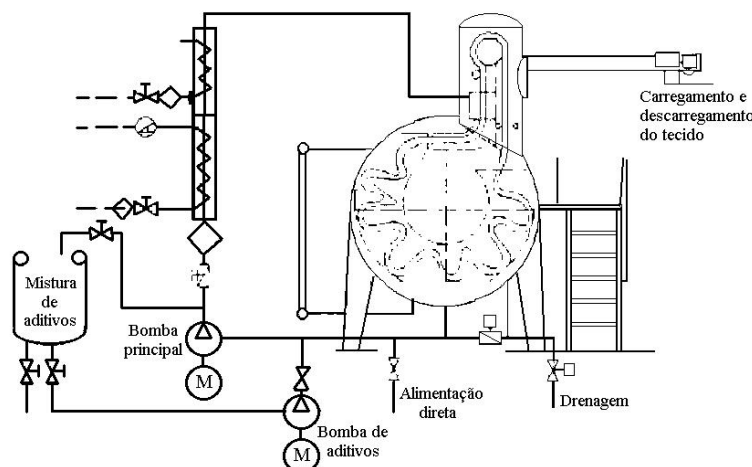 Carregamento e
descarregamento
do tecido
Mistura
de
aditivos
Bomba
principal
M
Alimentação
direta
Drenagem
Bomba de
aditivos
M